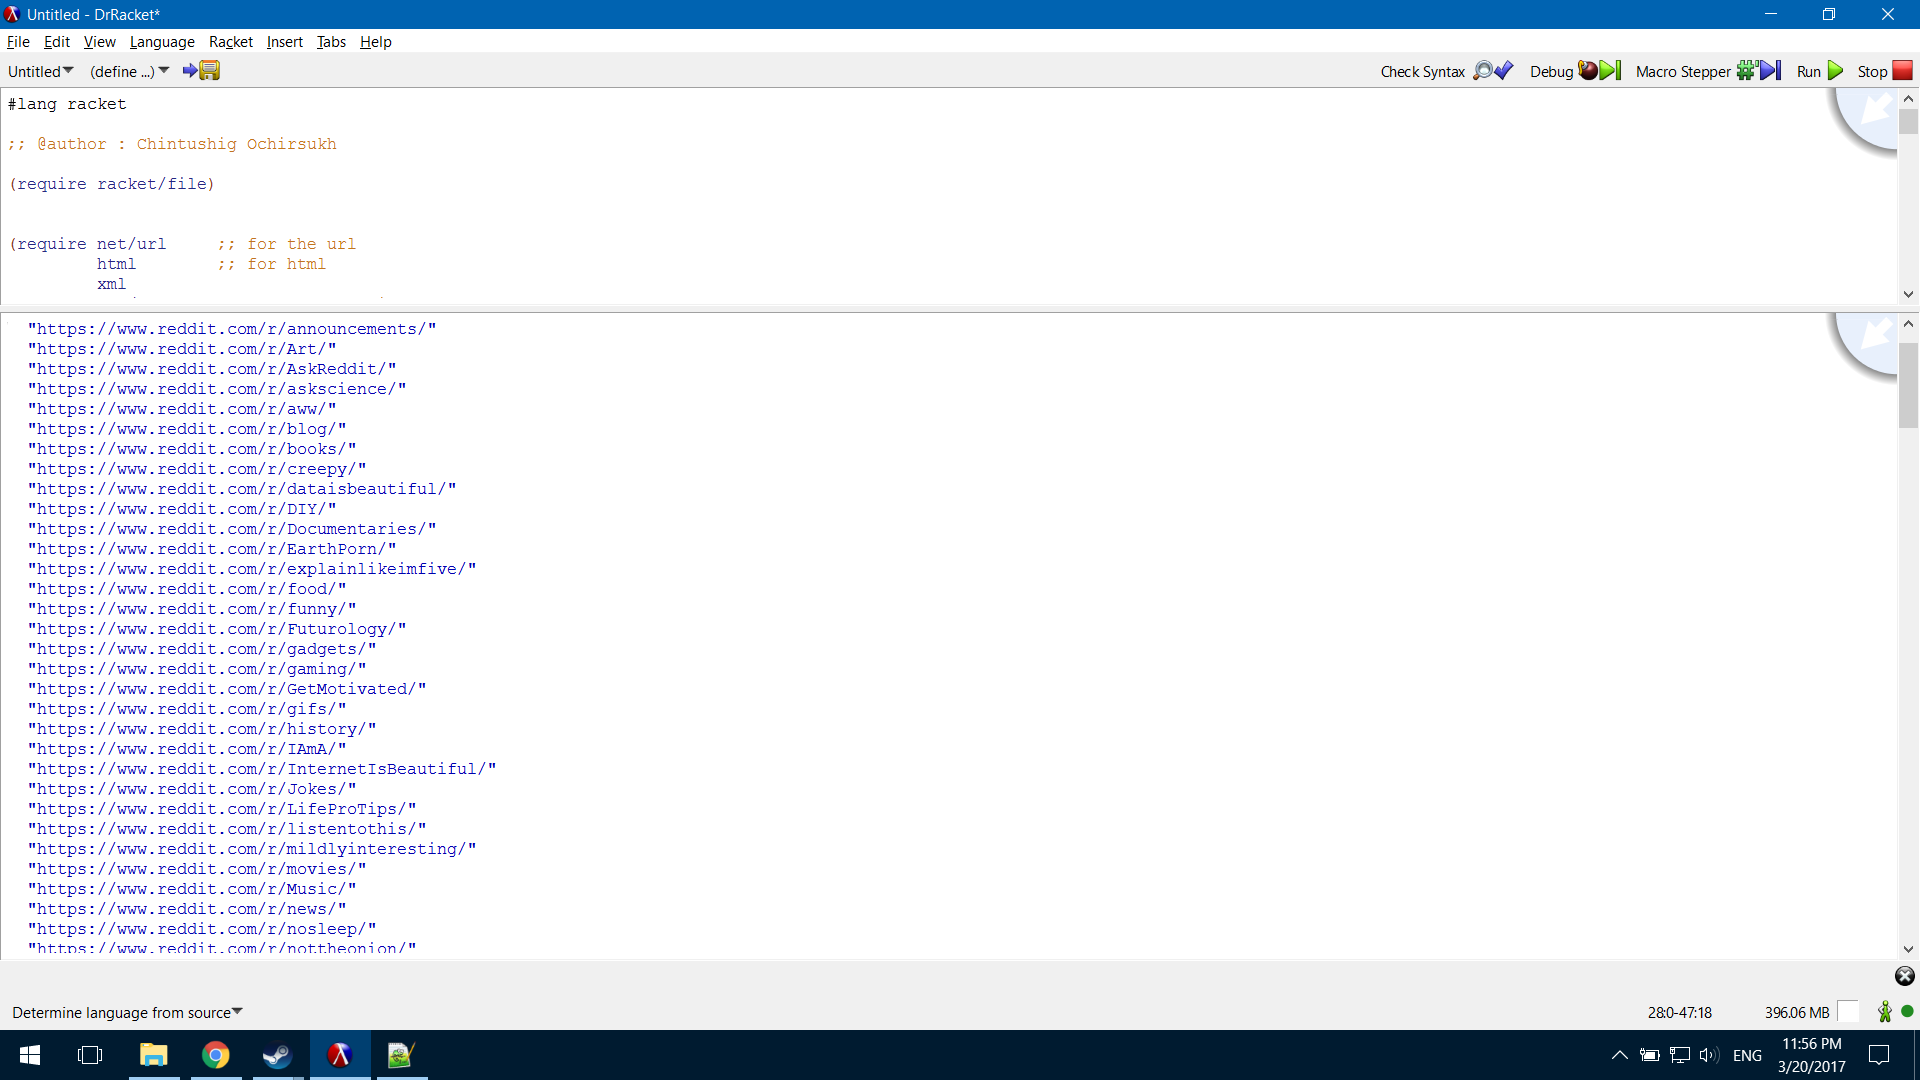 Untitled - DrRacket*
File Edit View Language Racket Insert Tabs Help
Untitled (define ...) Check Syntax Debug Macro Stepper Run Stop
#lang racket
;; @author : Chintushig Ochirsukh
(require racket/file)
(require net/url ;; for the url
html ;; for html
xml
"https://www.reddit.com/r/announcements/"
"https://www.reddit.com/r/Art/"
"https://www.reddit.com/r/AskReddit/"
"https://www.reddit.com/r/askscience/"
"https://www.reddit.com/r/aww/"
"https://www.reddit.com/r/blog/"
"https://www.reddit.com/r/books/"
"https://www.reddit.com/r/creepy/"
"https://www.reddit.com/r/dataisbeautiful/"
"https://www.reddit.com/r/DIY/"
"https://www.reddit.com/r/Documentaries/"
"https://www.reddit.com/r/EarthPorn/"
"https://www.reddit.com/r/explainlikeimfive/"
"https://www.reddit.com/r/food/"
"https://www.reddit.com/r/funny/"
"https://www.reddit.com/r/Futurology/"
"https://www.reddit.com/r/gadgets/"
"https://www.reddit.com/r/gaming/"
"https://www.reddit.com/r/GetMotivated/"
"https://www.reddit.com/r/gifs/"
"https://www.reddit.com/r/history/"
"https://www.reddit.com/r/IAmA/"
"https://www.reddit.com/r/InternetIsBeautiful/"
"https://www.reddit.com/r/Jokes/"
"https://www.reddit.com/r/LifeProTips/"
"https://www.reddit.com/r/listentothis/"
"https://www.reddit.com/r/mildlyinteresting/"
"https://www.reddit.com/r/movies/"
"https://www.reddit.com/r/Music/"
"https://www.reddit.com/r/news/"
"https://www.reddit.com/r/nosleep/"
"https://www.reddit.com/r/nottheonion/"
Determine language from source 28:0-47:18 396.06 MB
ENG 11:56 PM
3/20/2017